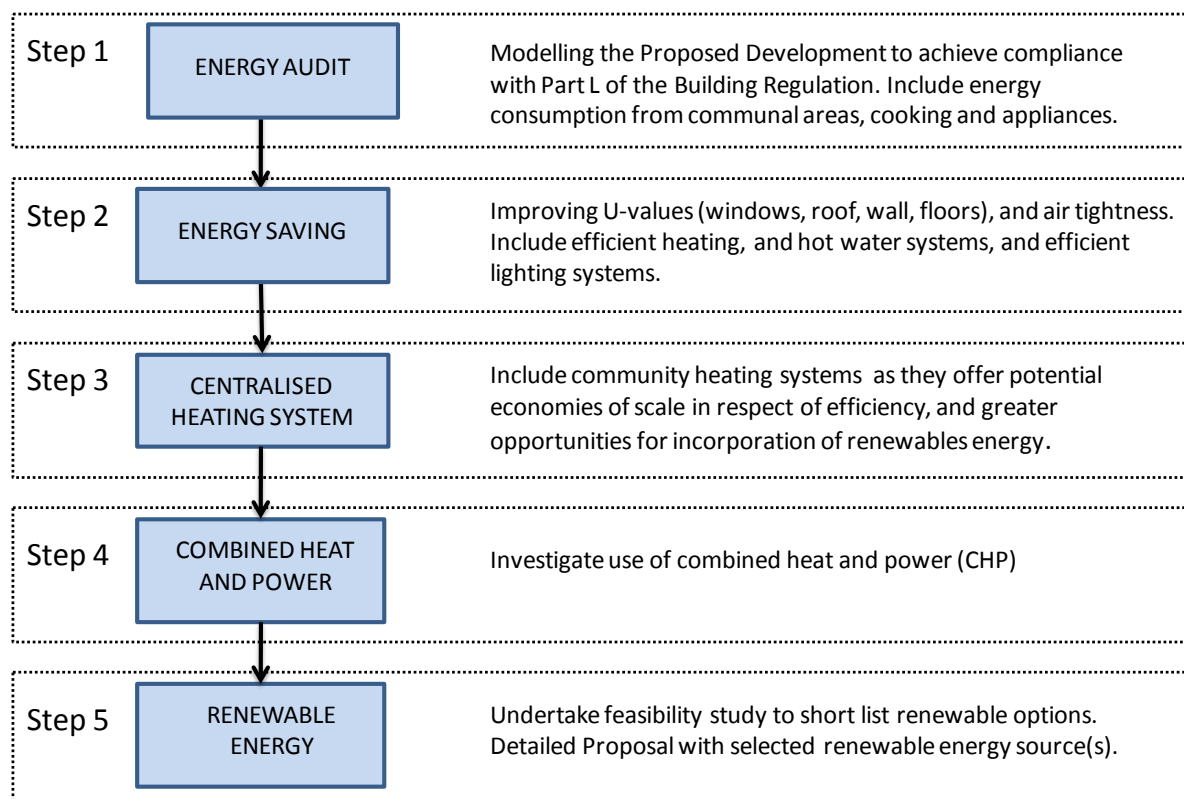 Step 1
ENERGY AUDIT
Modelling the Proposed Development to achieve compliance
with Part L of the Building Regulation. Include energy
consumption from communal areas, cooking and appliances.
Step 2
ENERGY SAVING
Improving U-values (windows, roof, wall, floors), and air tightness.
Include efficient heating, and hot water systems, and efficient
lighting systems.
Step 3
CENTRALISED
HEATING SYSTEM
Include community heating systems as they offer potential
economies of scale in respect of efficiency, and greater
opportunities for incorporation of renewables energy.
Step 4
COMBINED HEAT
AND POWER
Investigate use of combined heat and power (CHP)
Step 5
RENEWABLE
ENERGY
Undertake feasibility study to short list renewable options.
Detailed Proposal with selected renewable energy source(s).